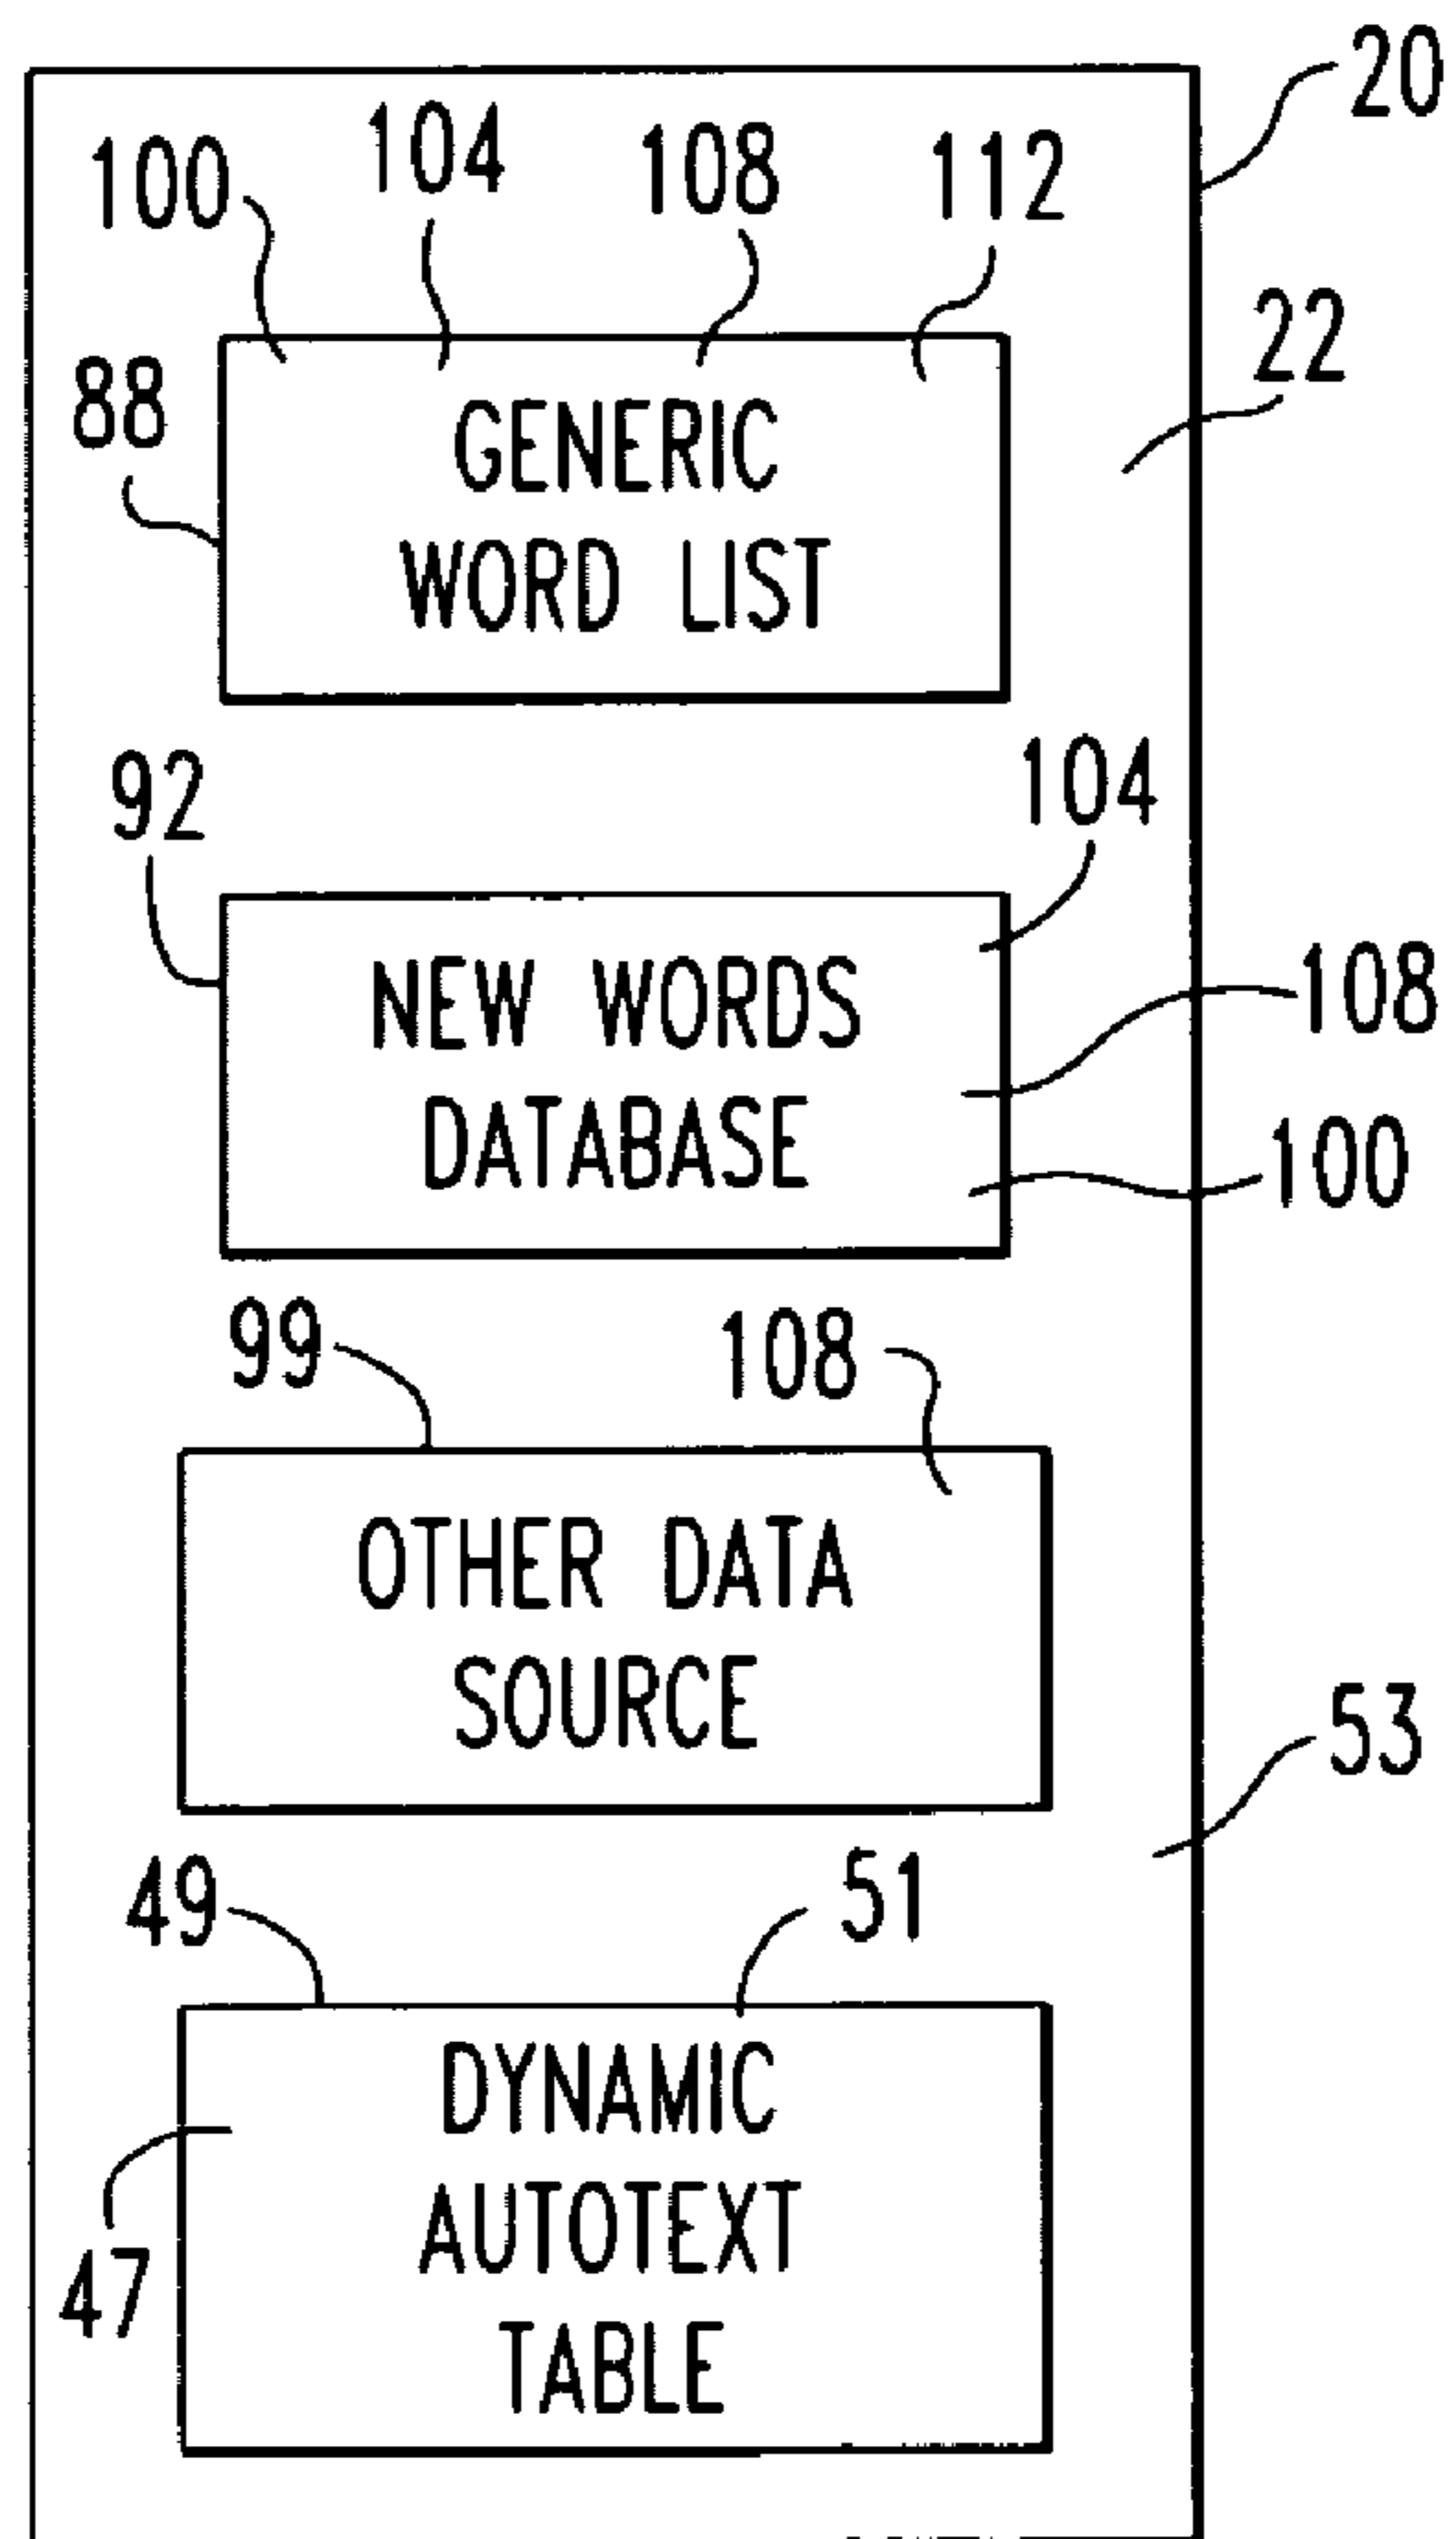 20
100 104 108 112
22
88
GENERIC
WORD LIST
92
104
NEW WORDS
DATABASE
108
100
99
108
OTHER DATA
SOURCE
53
49
51
DYNAMIC
AUTOTEXT
TABLE
47